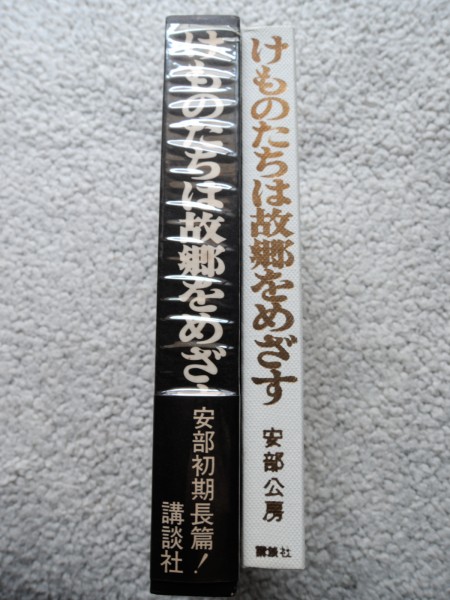 けものたちは故郷をめざす
安部公房
講談社
けものたちは故郷をめざ
安部初期長篇!
講談社